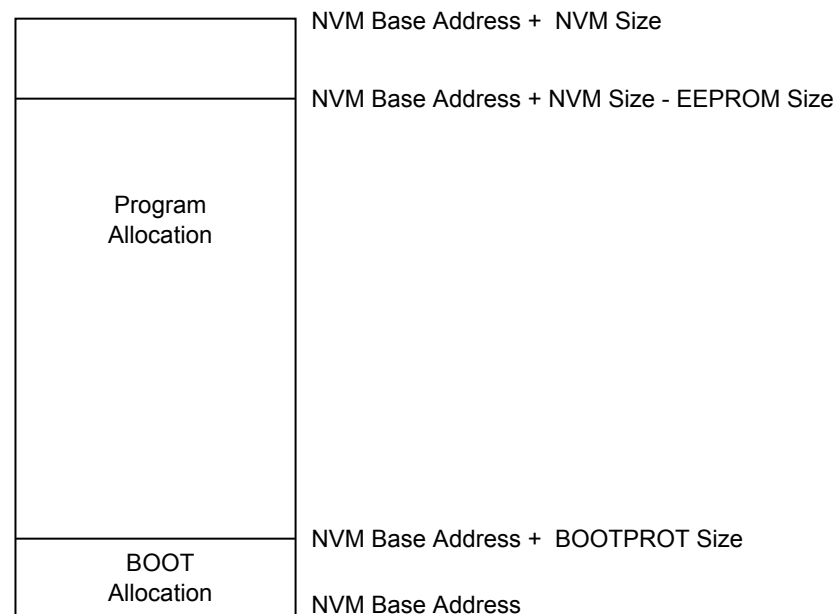 NVM Base Address + NVM Size
NVM Base Address + NVM Size - EEPROM Size
Program
Allocation
NVM Base Address + BOOTPROT Size
BOOT
Allocation
NVM Base Address